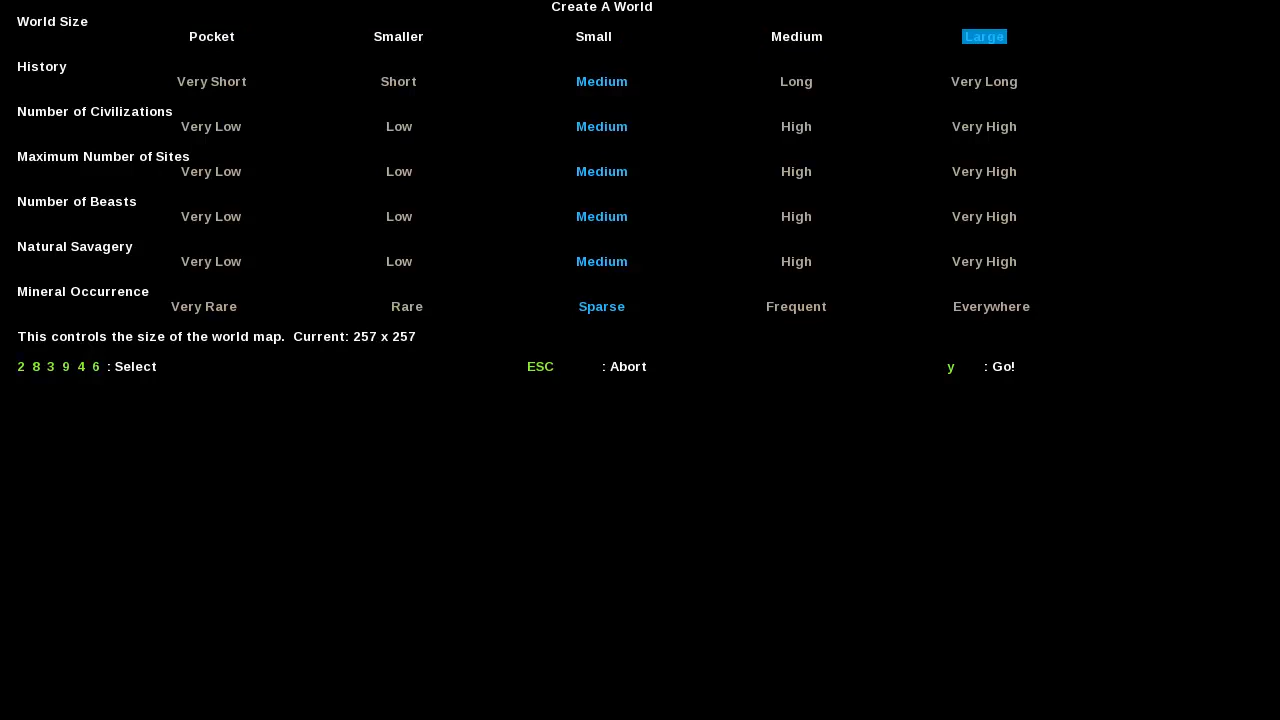 Create A World
World Size
Pocket Smaller Small Medium Large
History
Very Short Short Medium Long Very Long
Number of Civilizations
Very Low Low Medium High Very High
Maximum Number of Sites
Very Low Low Medium High Very High
Number of Beasts
Very Low Low Medium High Very High
Natural Savagery
Very Low Low Medium High Very High
Mineral Occurrence
Very Rare Rare Sparse Frequent Everywhere
This controls the size of the world map.  Current: 257 x 257
2 8 3 9 4 6 : Select ESC : Abort y : Go!